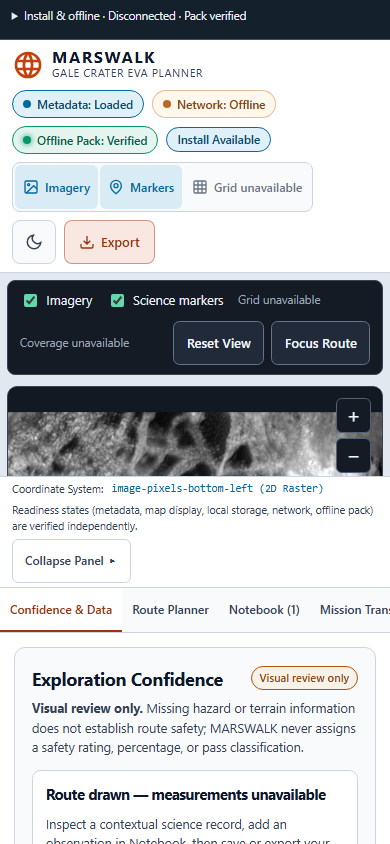 ▶ Install & offline · Disconnected · Pack verified
MARSWALK
GALE CRATER EVA PLANNER
Metadata: Loaded
Network: Offline
Offline Pack: Verified
Install Available
Imagery
Markers
Grid unavailable
Export
Imagery
Science markers
Grid unavailable
Coverage unavailable
Reset View
Focus Route
+
−
Coordinate System: image-pixels-bottom-left (2D Raster)
Readiness states (metadata, map display, local storage, network, offline pack)
are verified independently.
Collapse Panel ▸
Confidence & Data
Route Planner
Notebook (1)
Mission Trans
Exploration Confidence
Visual review only
Visual review only. Missing hazard or terrain information
does not establish route safety; MARSWALK never assigns
a safety rating, percentage, or pass classification.
Route drawn — measurements unavailable
Inspect a contextual science record, add an
observation in Notebook, then save or export your